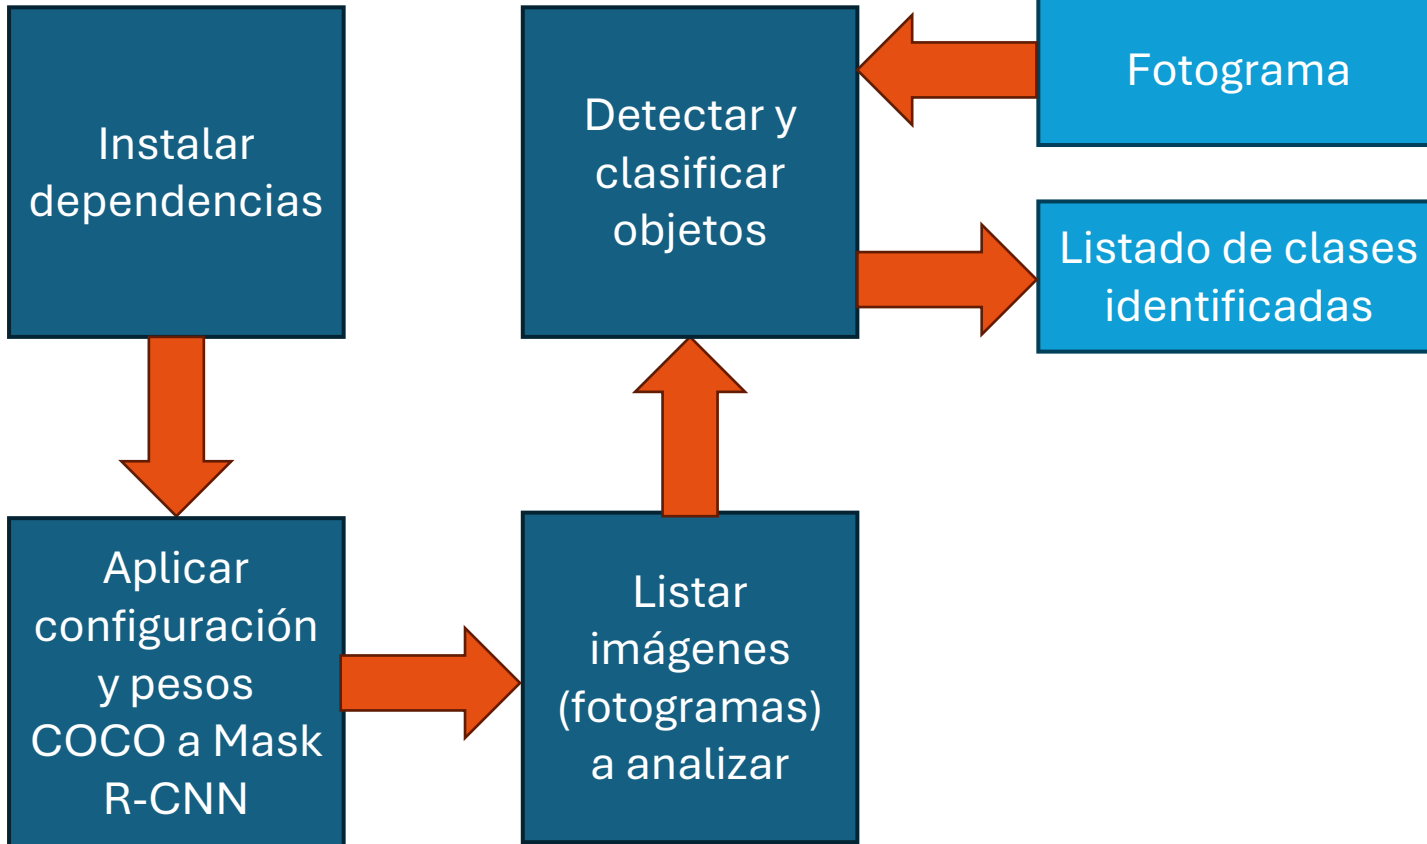 Instalar
dependencias
Aplicar
configuración
y pesos
COCO a Mask
R-CNN
Listar
imágenes
(fotogramas)
a analizar
Detectar y
clasificar
objetos
Fotograma
Listado de clases
identificadas